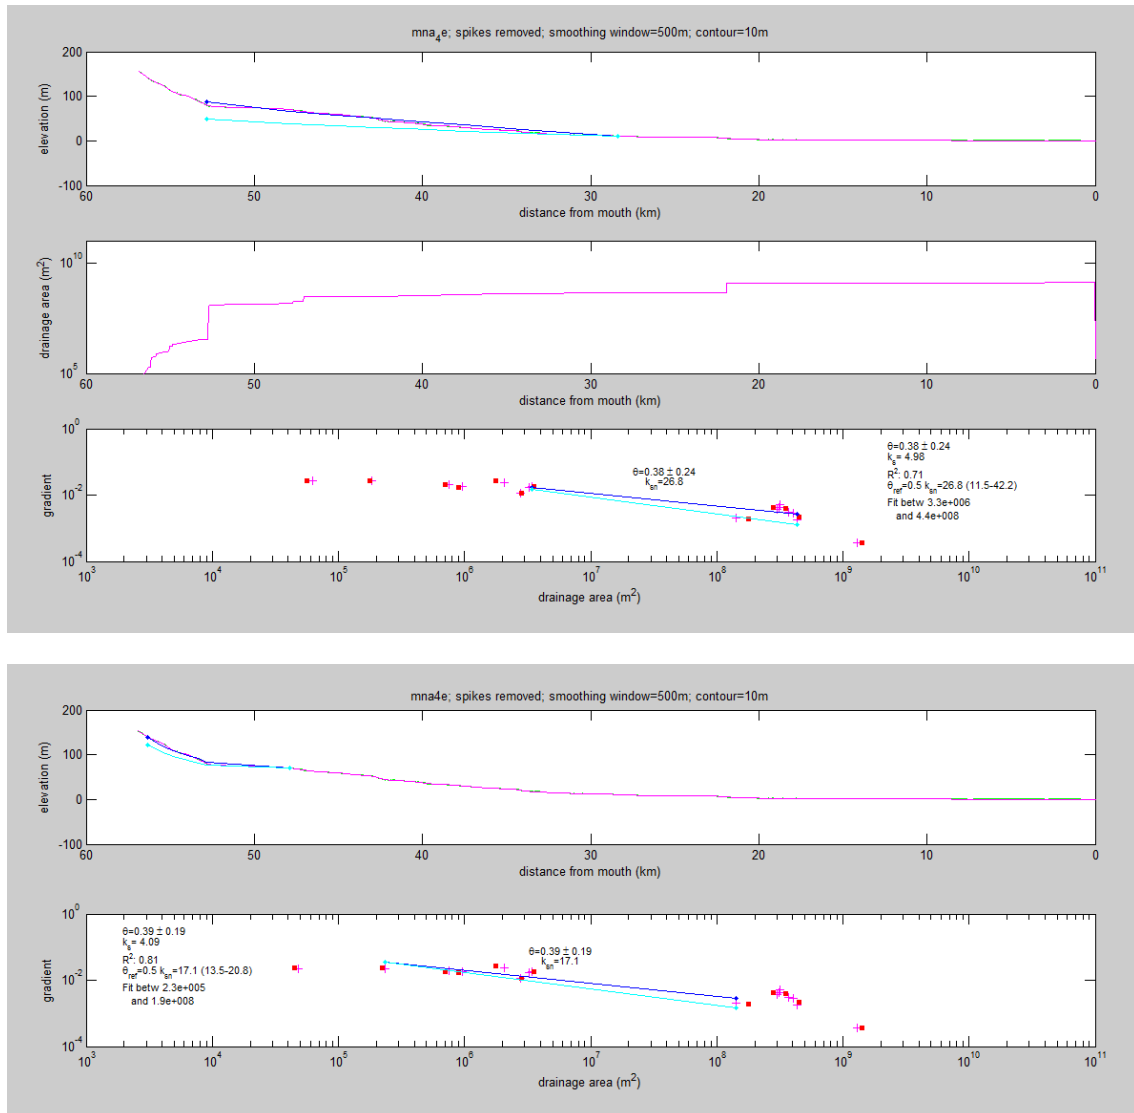 mna4e; spikes removed; smoothing window=500m; contour=10m
200
100
0
-100
elevation (m)
60 50 40 30 20 10 0
distance from mouth (km)
10^10
10^5
drainage area (m^2)
60 50 40 30 20 10 0
distance from mouth (km)
10^0
10^-2
10^-4
gradient
θ=0.38 ± 0.24
k_sn=26.8
θ=0.38 ± 0.24
k_s= 4.98
R^2: 0.71
θ_ref=0.5 k_sn=26.8 (11.5-42.2)
Fit betw 3.3e+006
and 4.4e+008
10^3 10^4 10^5 10^6 10^7 10^8 10^9 10^10 10^11
drainage area (m^2)
mna4e; spikes removed; smoothing window=500m; contour=10m
200
100
0
-100
elevation (m)
60 50 40 30 20 10 0
distance from mouth (km)
10^0
10^-2
10^-4
gradient
θ=0.39 ± 0.19
k_s= 4.09
R^2: 0.81
θ_ref=0.5 k_sn=17.1 (13.5-20.8)
Fit betw 2.3e+005
and 1.9e+008
θ=0.39 ± 0.19
k_sn=17.1
10^3 10^4 10^5 10^6 10^7 10^8 10^9 10^10 10^11
drainage area (m^2)